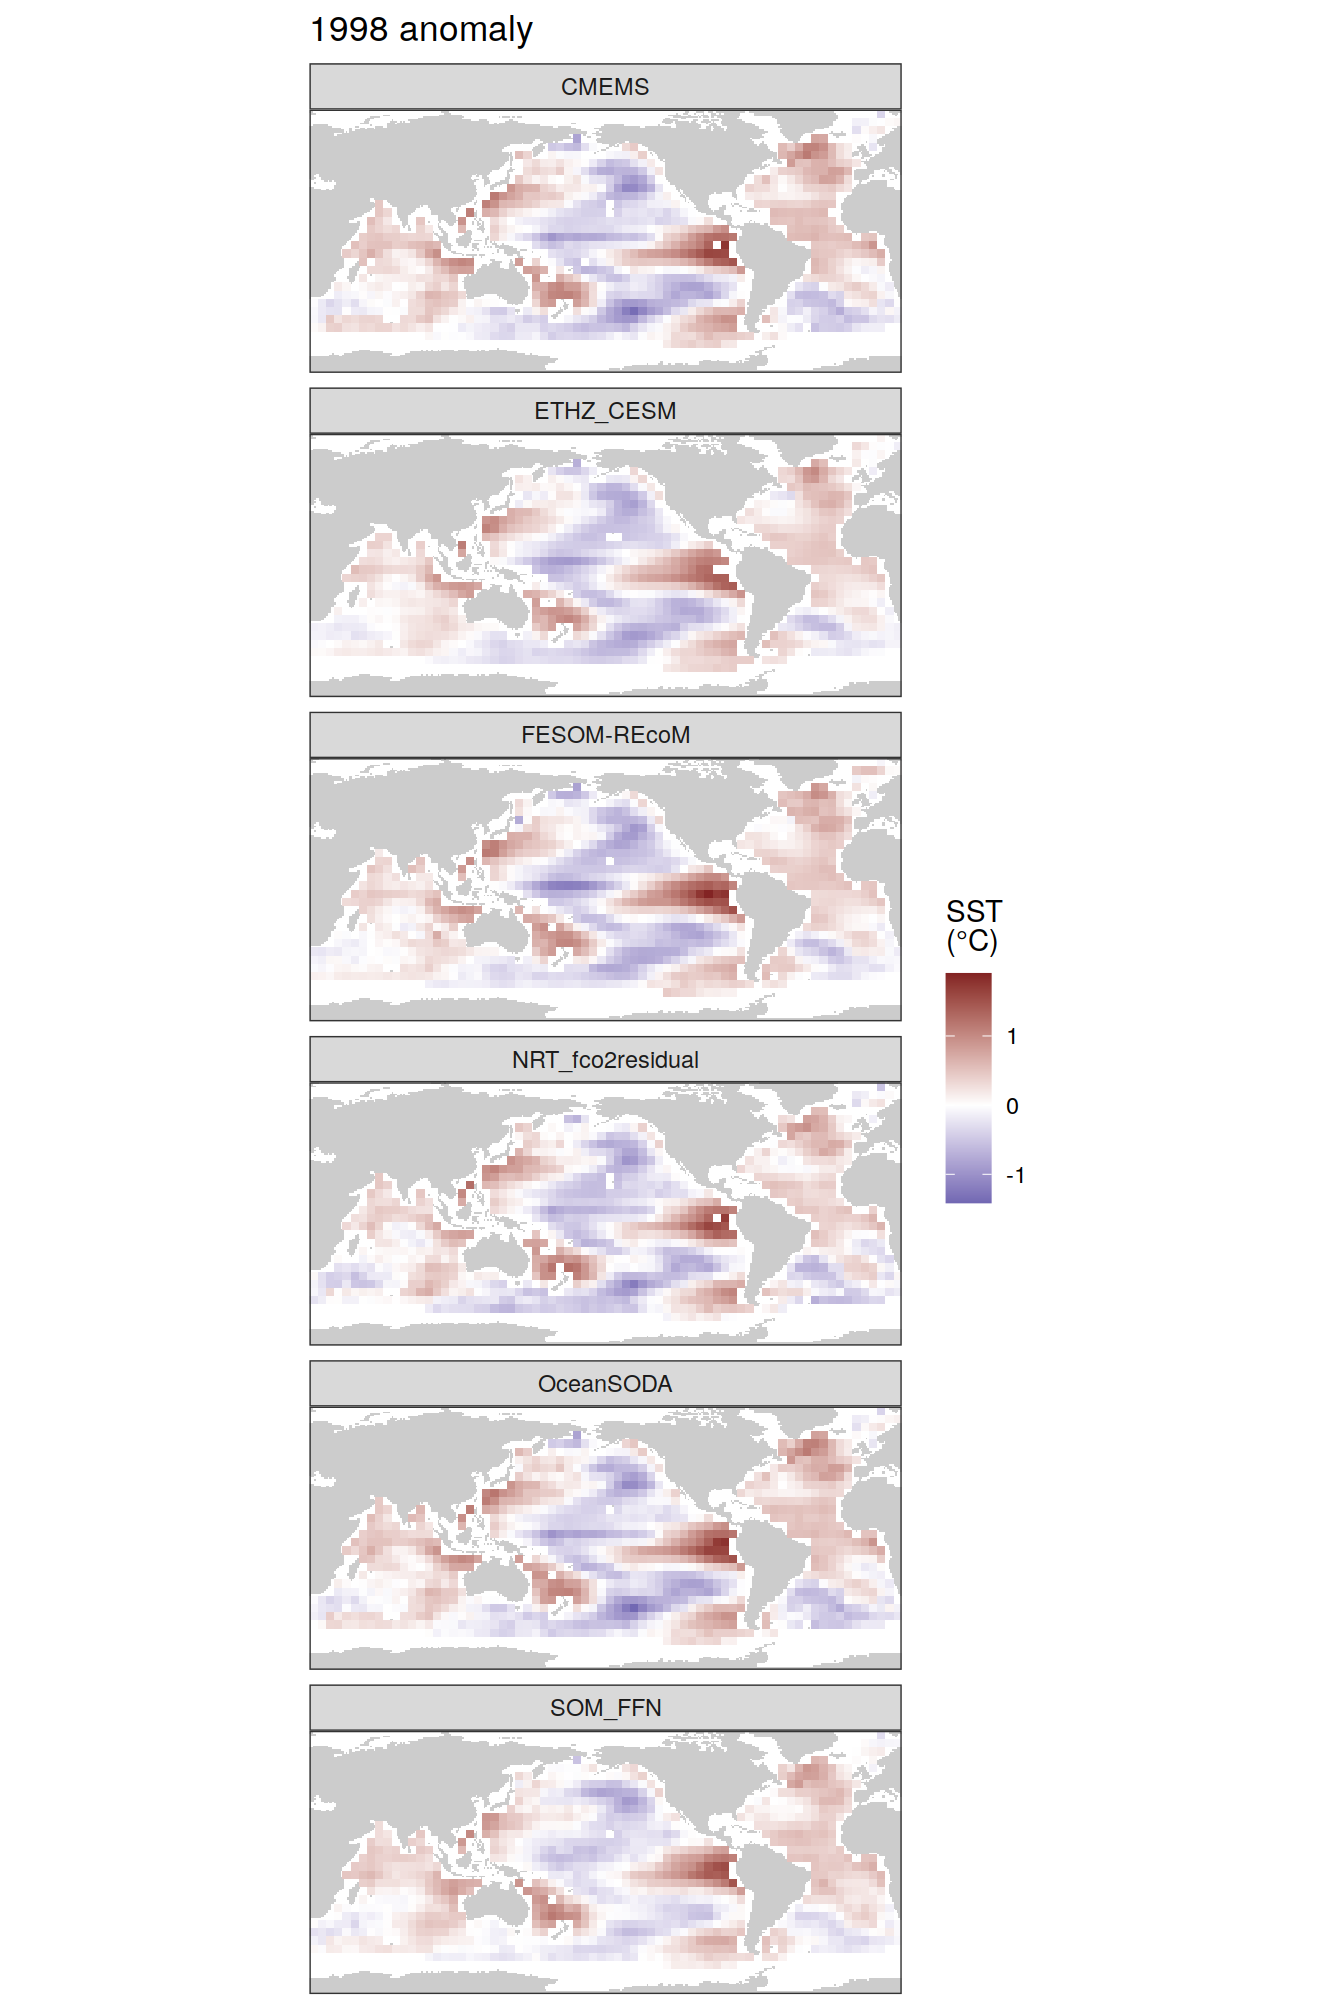 1998 anomaly
CMEMS
ETHZ_CESM
FESOM-REcoM
NRT_fco2residual
OceanSODA
SOM_FFN
SST
(°C)
1
0
-1